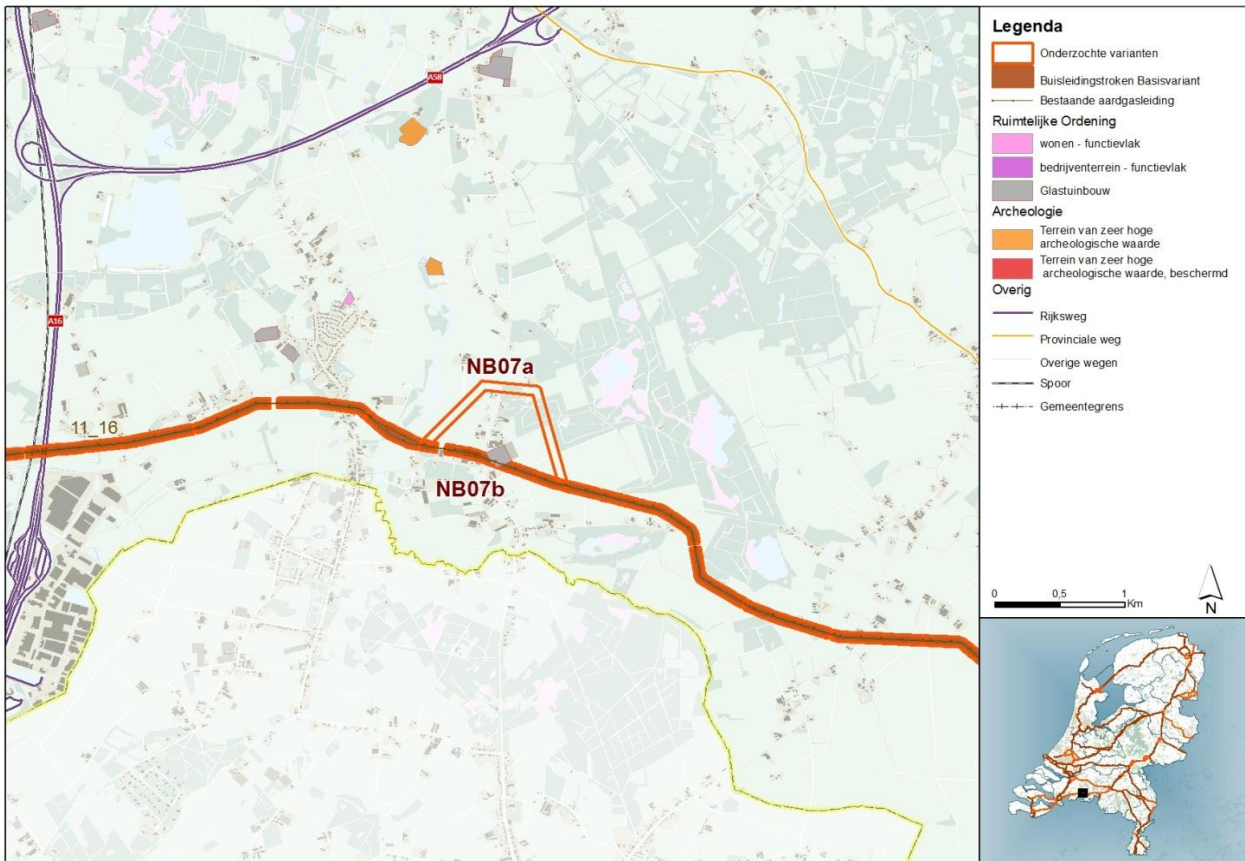 A58
A16
NB07a
11_16
NB07b
Legenda
Onderzochte varianten
Buisleidingstroken Basisvariant
Bestaande aardgasleiding
Ruimtelijke Ordening
wonen - functievlak
bedrijventerrein - functievlak
Glastuinbouw
Archeologie
Terrein van zeer hoge
archeologische waarde
Terrein van zeer hoge
archeologische waarde, beschermd
Overig
Rijksweg
Provinciale weg
Overige wegen
Spoor
Gemeentegrens
0 0,5 1
Km
N